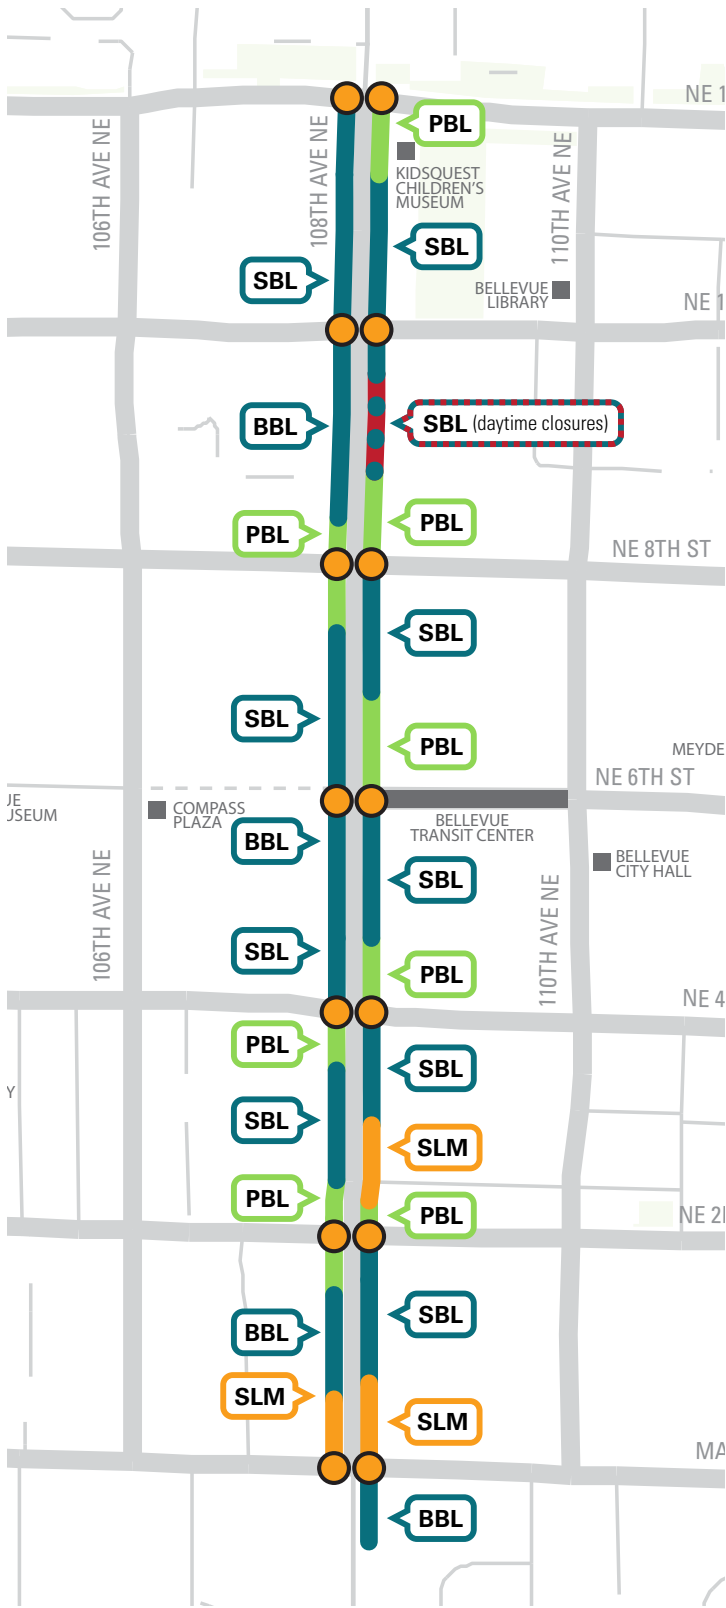 NE 1
PBL
106TH AVE NE
108TH AVE NE
110TH AVE NE
KIDSQUEST
CHILDREN'S
MUSEUM
SBL
SBL
BELLEVUE
LIBRARY
NE 1
BBL
SBL (daytime closures)
PBL
PBL
NE 8TH ST
SBL
SBL
PBL
MEYDE
NE 6TH ST
JE
USEUM
COMPASS
PLAZA
BELLEVUE
TRANSIT CENTER
BBL
SBL
BELLEVUE
CITY HALL
106TH AVE NE
110TH AVE NE
SBL
PBL
NE 4
PBL
SBL
Y
SBL
SLM
PBL
PBL
NE 2
SBL
BBL
SLM
SLM
MA
BBL